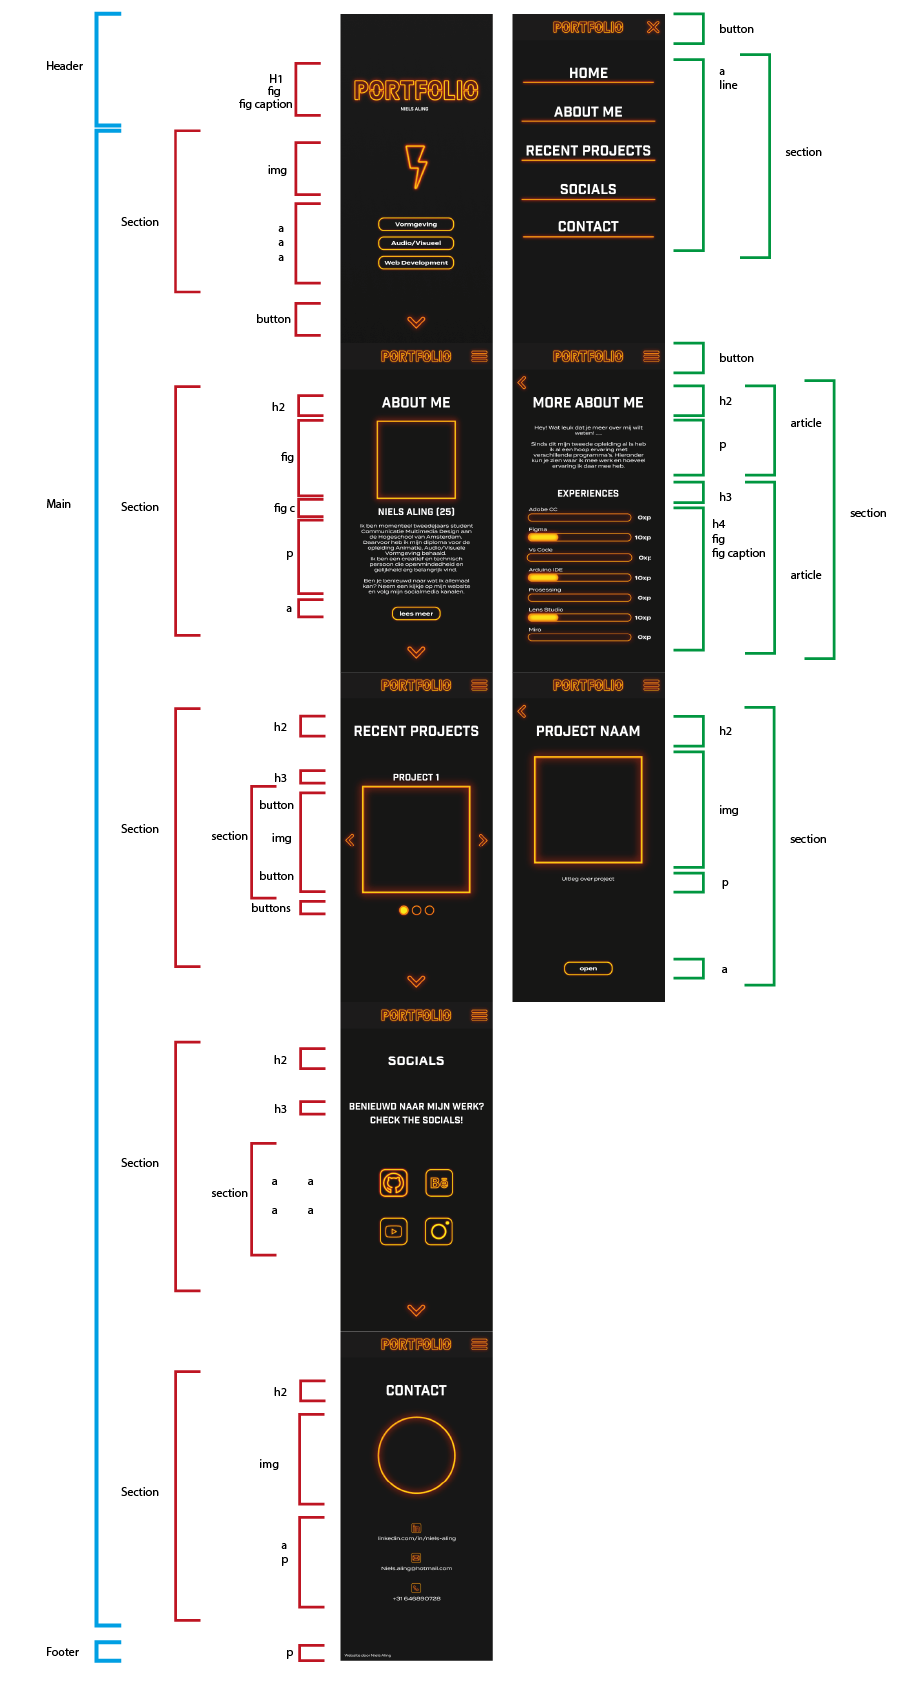 Header
H1
fig
fig caption
PORTFOLIO
NIELS ALING
Section
img
a
a
a
Vormgeving
Audio/Visueel
Web Development
button
PORTFOLIO
button
HOME
ABOUT ME
RECENT PROJECTS
SOCIALS
CONTACT
a
line
section
Main
PORTFOLIO
Section
h2
ABOUT ME
fig
fig c
NIELS ALING (25)
p
Ik ben momenteel tweedejaars student
Communicatie Multimedia Design aan
de Hogeschool van Amsterdam.
Daarvoor heb ik mijn diploma voor de
opleiding Animatie, Audio/Visuele
Vormgeving behaald.
Ik ben een creatief en technisch
persoon die openmindedheid en
gelijkheid erg belangrijk vind.
Ben je benieuwd naar wat ik allemaal
kan? Neem een kijkje op mijn website
en volg mijn socialmedia kanalen.
a
lees meer
PORTFOLIO
button
MORE ABOUT ME
h2
Hey! Wat leuk dat je meer over mij wilt
weten! ....
Sinds dit mijn tweede opleiding al is heb
ik al een hoop ervaring met
verschillende programma's. Hieronder
kun je zien waar ik mee werk en hoeveel
ervaring ik daar mee heb.
p
article
EXPERIENCES
h3
Adobe CC
0xp
Figma
10xp
Vs Code
0xp
Arduino IDE
10xp
Prosessing
0xp
Lens Studio
10xp
Miro
0xp
h4
fig
fig caption
article
section
PORTFOLIO
Section
h2
RECENT PROJECTS
h3
PROJECT 1
section
button
img
button
buttons
PORTFOLIO
PROJECT NAAM
h2
img
Uitleg over project
p
open
a
section
PORTFOLIO
Section
h2
SOCIALS
h3
BENIEUWD NAAR MIJN WERK?
CHECK THE SOCIALS!
section
a a
a a
Bē
PORTFOLIO
Section
h2
CONTACT
img
a
p
in
linkedin.com/in/niels-aling
Niels.aling@hotmail.com
+31 646890728
Footer
p
Website door Niels Aling